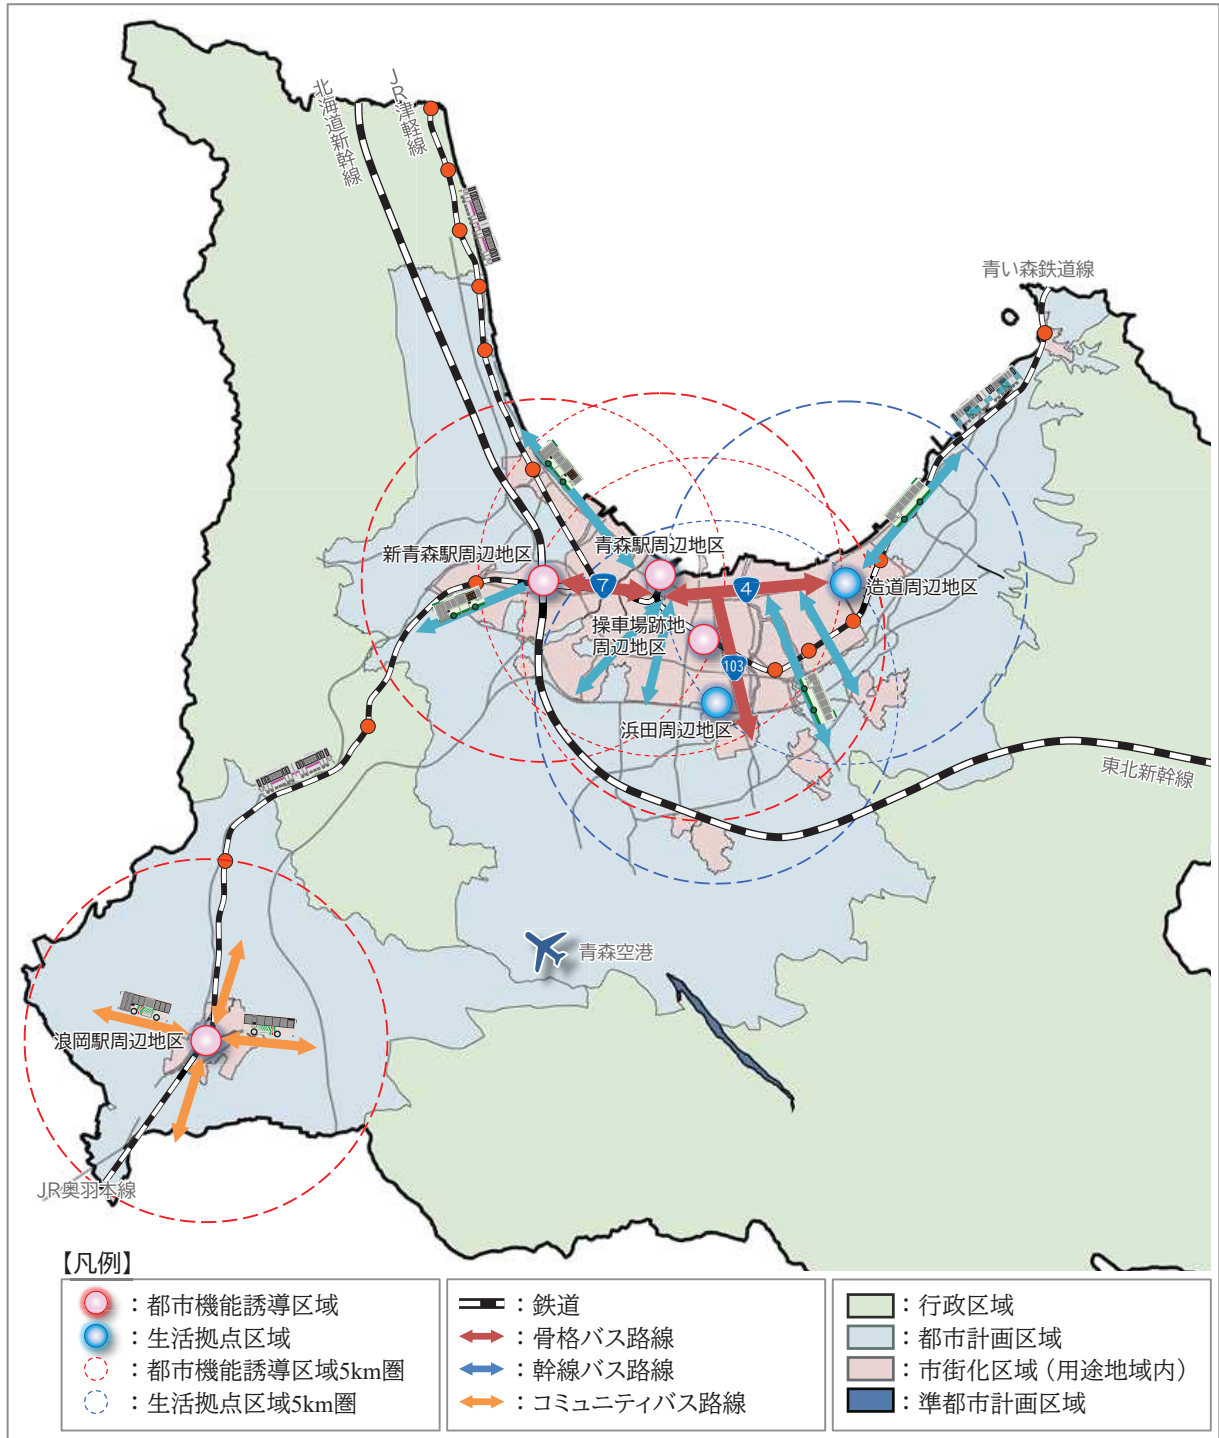 北海道新幹線
JR津軽線
青い森鉄道線
新青森駅周辺地区
青森駅周辺地区
7
4
造道周辺地区
操車場跡地
周辺地区
103
浜田周辺地区
東北新幹線
青森空港
浪岡駅周辺地区
JR奥羽本線
【凡例】
：都市機能誘導区域
：生活拠点区域
：都市機能誘導区域5km圏
：生活拠点区域5km圏
：鉄道
：骨格バス路線
：幹線バス路線
：コミュニティバス路線
：行政区域
：都市計画区域
：市街化区域（用途地域内）
：準都市計画区域